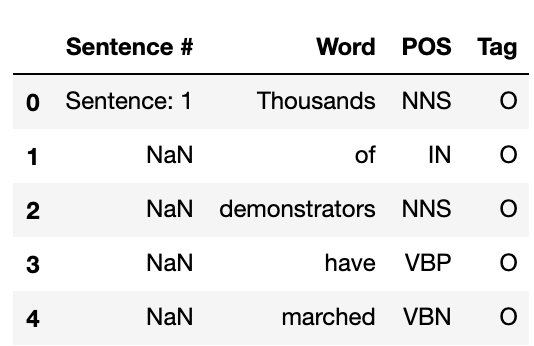 Sentence # Word POS Tag
0 Sentence: 1 Thousands NNS O
1 NaN of IN O
2 NaN demonstrators NNS O
3 NaN have VBP O
4 NaN marched VBN O